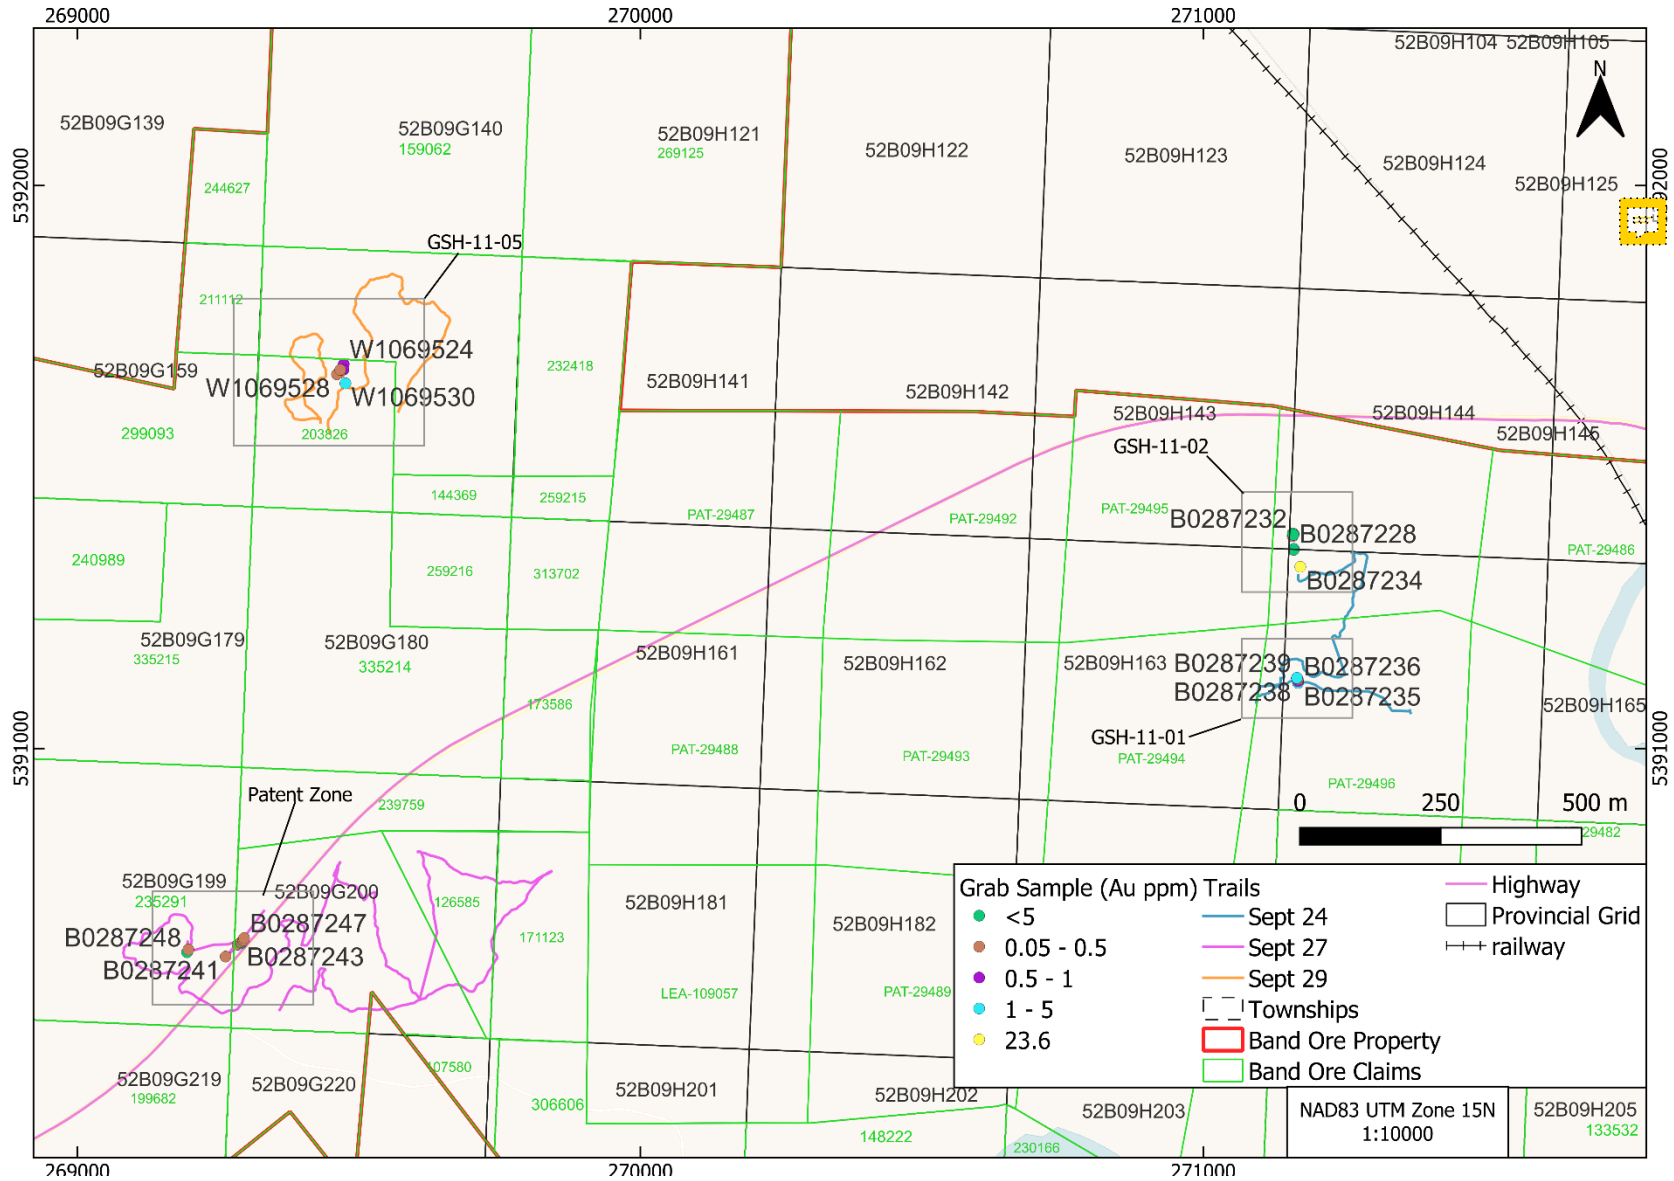 269000
270000
271000
52B09H104
52B09H105
N
52B09G139
52B09G140
159062
52B09H121
269125
52B09H122
52B09H123
52B09H124
52B09H125
5392000
244627
GSH-11-05
211112
W1069524
52B09G159
W1069528
W1069530
232418
52B09H141
52B09H142
52B09H143
52B09H144
52B09H145
299093
203826
GSH-11-02
144369
259215
PAT-29487
PAT-29492
PAT-29495
B0287232
B0287228
PAT-29486
240989
259216
313702
B0287234
52B09G179
335215
52B09G180
335214
52B09H161
52B09H162
52B09H163
B0287239
B0287236
B0287238
B0287235
52B09H165
173586
5391000
5391000
PAT-29488
PAT-29493
GSH-11-01
PAT-29494
PAT-29496
Patent Zone
239759
0 250 500 m
29482
52B09G199
235291
52B09G200
126585
52B09H181
52B09H182
B0287248
B0287247
B0287241
B0287243
171123
LEA-109057
PAT-29489
Grab Sample (Au ppm)
<5
0.05 - 0.5
0.5 - 1
1 - 5
23.6
Trails
Sept 24
Sept 27
Sept 29
Townships
Band Ore Property
Band Ore Claims
Highway
Provincial Grid
railway
52B09G219
199682
52B09G220
107580
306606
52B09H201
52B09H202
148222
52B09H203
230166
NAD83 UTM Zone 15N
1:10000
52B09H205
133532
269000
270000
271000